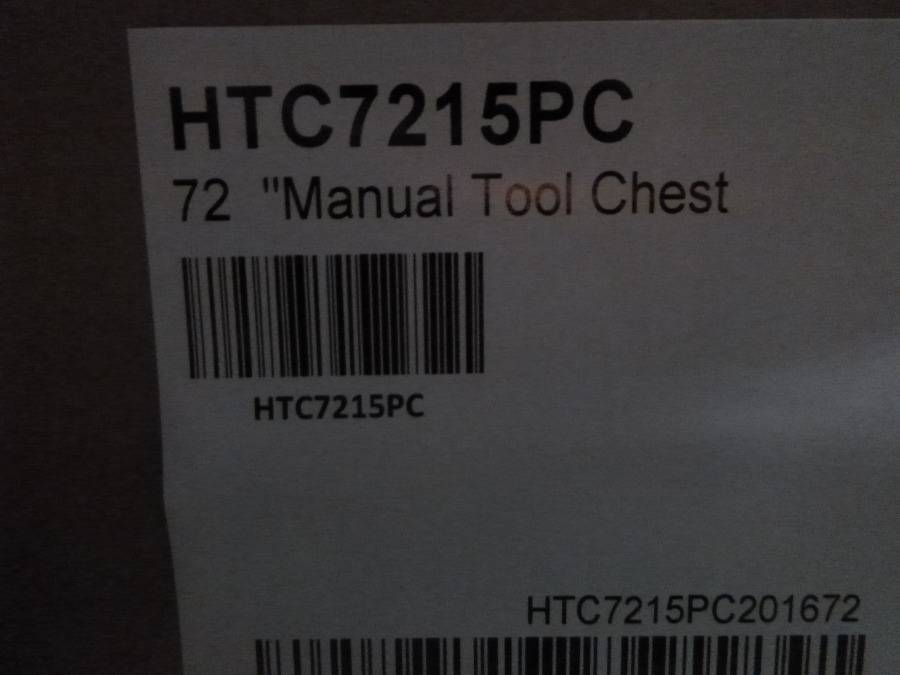 HTC7215PC
72 "Manual Tool Chest
HTC7215PC
HTC7215PC201672